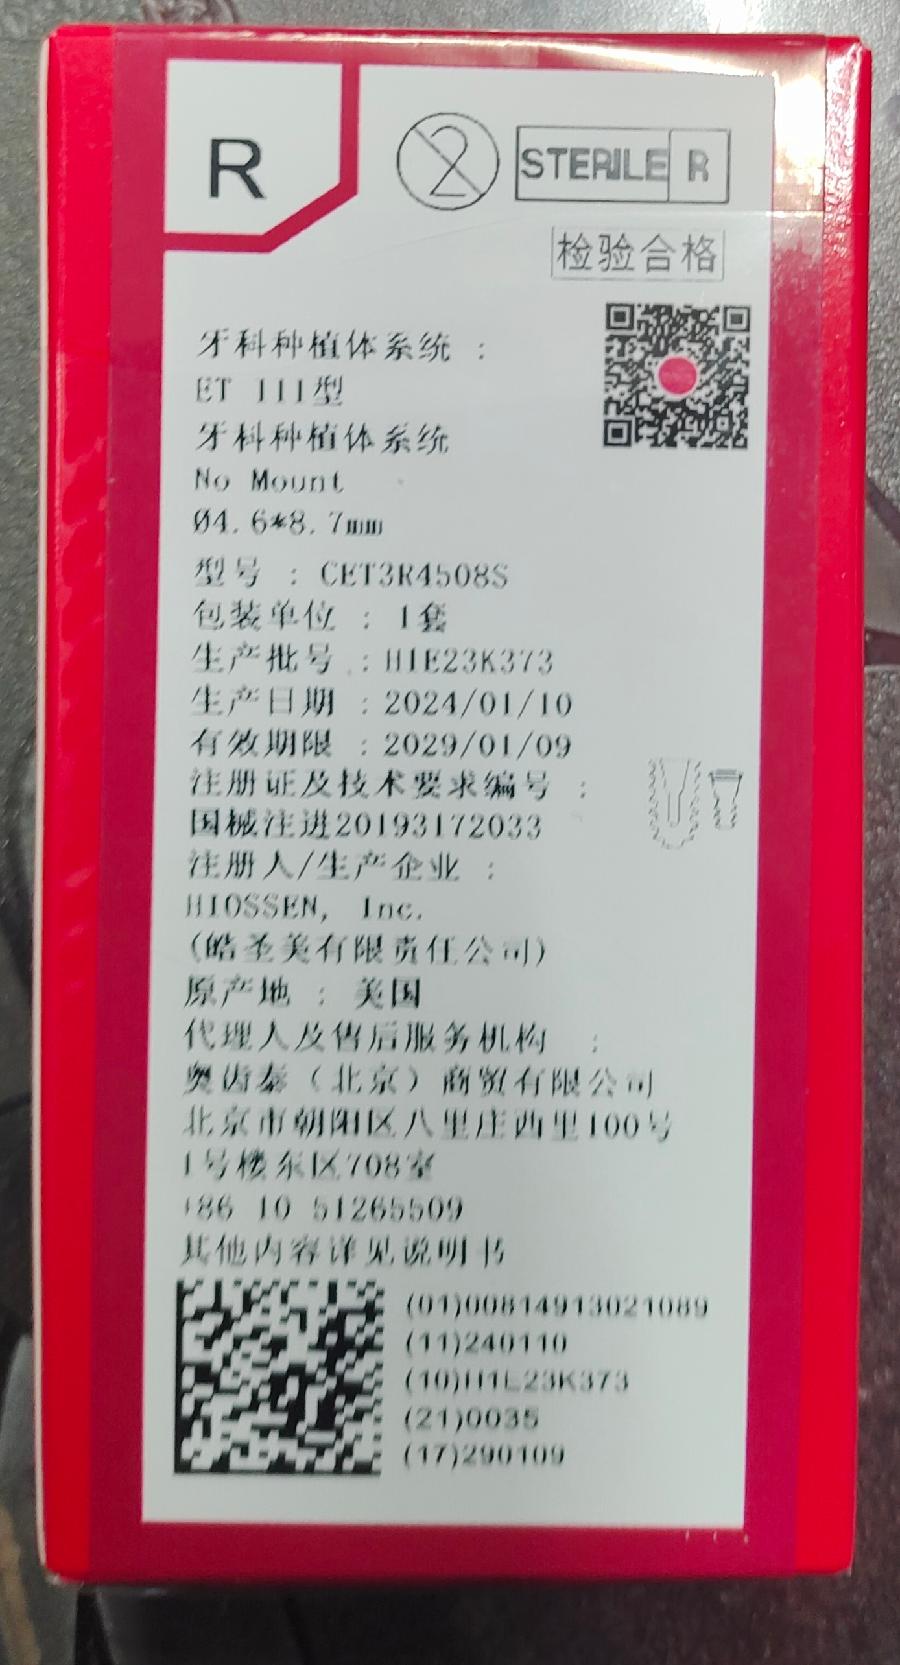 R
STERILE R
检验合格
牙科种植体系统：
ET III型
牙科种植体系统
No Mount
Ø4.6*8.7mm
型号：CET3R4508S
包装单位：1套
生产批号：H1E23K373
生产日期：2024/01/10
有效期限：2029/01/09
注册证及技术要求编号：
国械注进20193172033
注册人/生产企业：
HIOSSEN, Inc.
(皓圣美有限责任公司)
原产地：美国
代理人及售后服务机构：
奥齿泰（北京）商贸有限公司
北京市朝阳区八里庄西里100号
1号楼东区708室
+86 10 51265509
其他内容详见说明书
(01)00814913021089
(11)240110
(10)H1E23K373
(21)0035
(17)290109